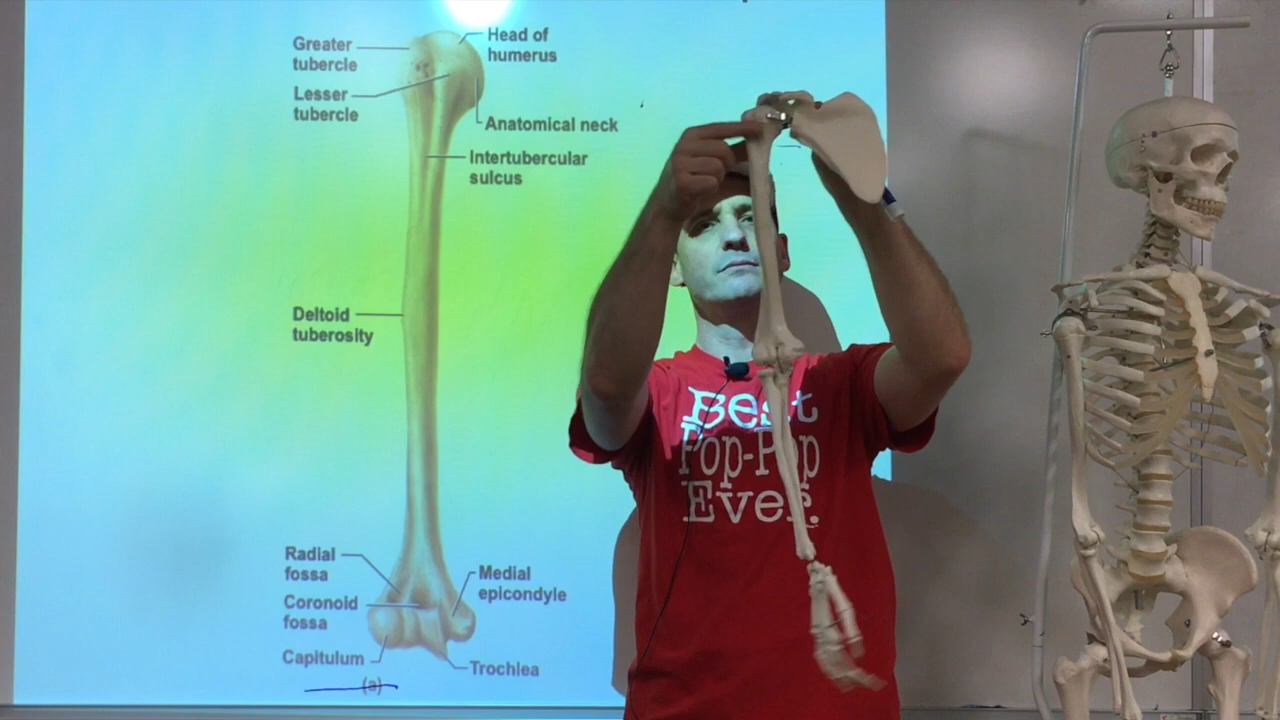 Greater
tubercle
Lesser
tubercle
Head of
humerus
Anatomical neck
Intertubercular
sulcus
Deltoid
tuberosity
Radial
fossa
Coronoid
fossa
Capitulum
Medial
epicondyle
Trochlea
(a)
Best
Pop-Pop
Ever.